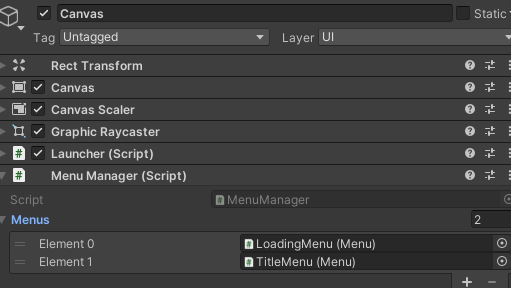 Canvas
Static
Tag Untagged Layer UI
Rect Transform
Canvas
Canvas Scaler
Graphic Raycaster
# Launcher (Script)
# Menu Manager (Script)
Script # MenuManager
Menus 2
Element 0 # LoadingMenu (Menu)
Element 1 # TitleMenu (Menu)